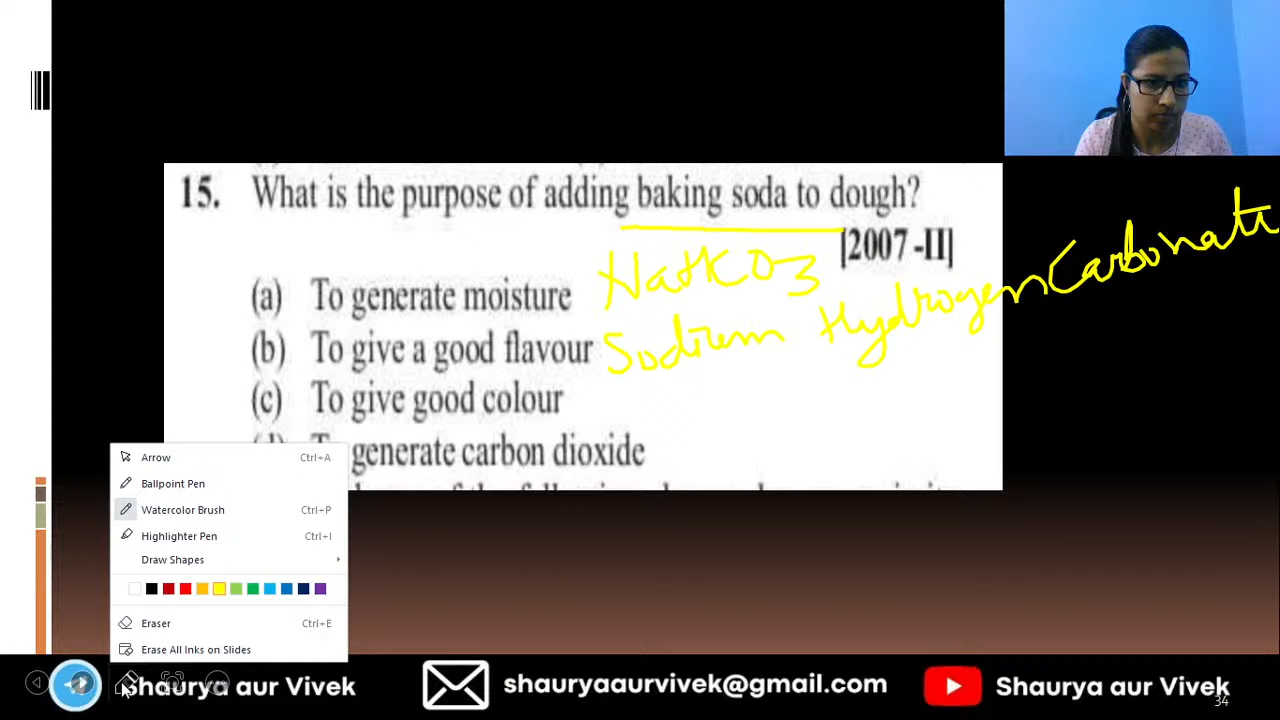 15. What is the purpose of adding baking soda to dough?
[2007 -II]
NaHCO3
Sodium Hydrogen Carbonate
(a) To generate moisture
(b) To give a good flavour
(c) To give good colour
generate carbon dioxide
Arrow Ctrl+A
Ballpoint Pen
Watercolor Brush Ctrl+P
Highlighter Pen Ctrl+I
Draw Shapes
Eraser Ctrl+E
Erase All Inks on Slides
Shaurya aur Vivek shauryaaurvivek@gmail.com Shaurya aur Vivek
34